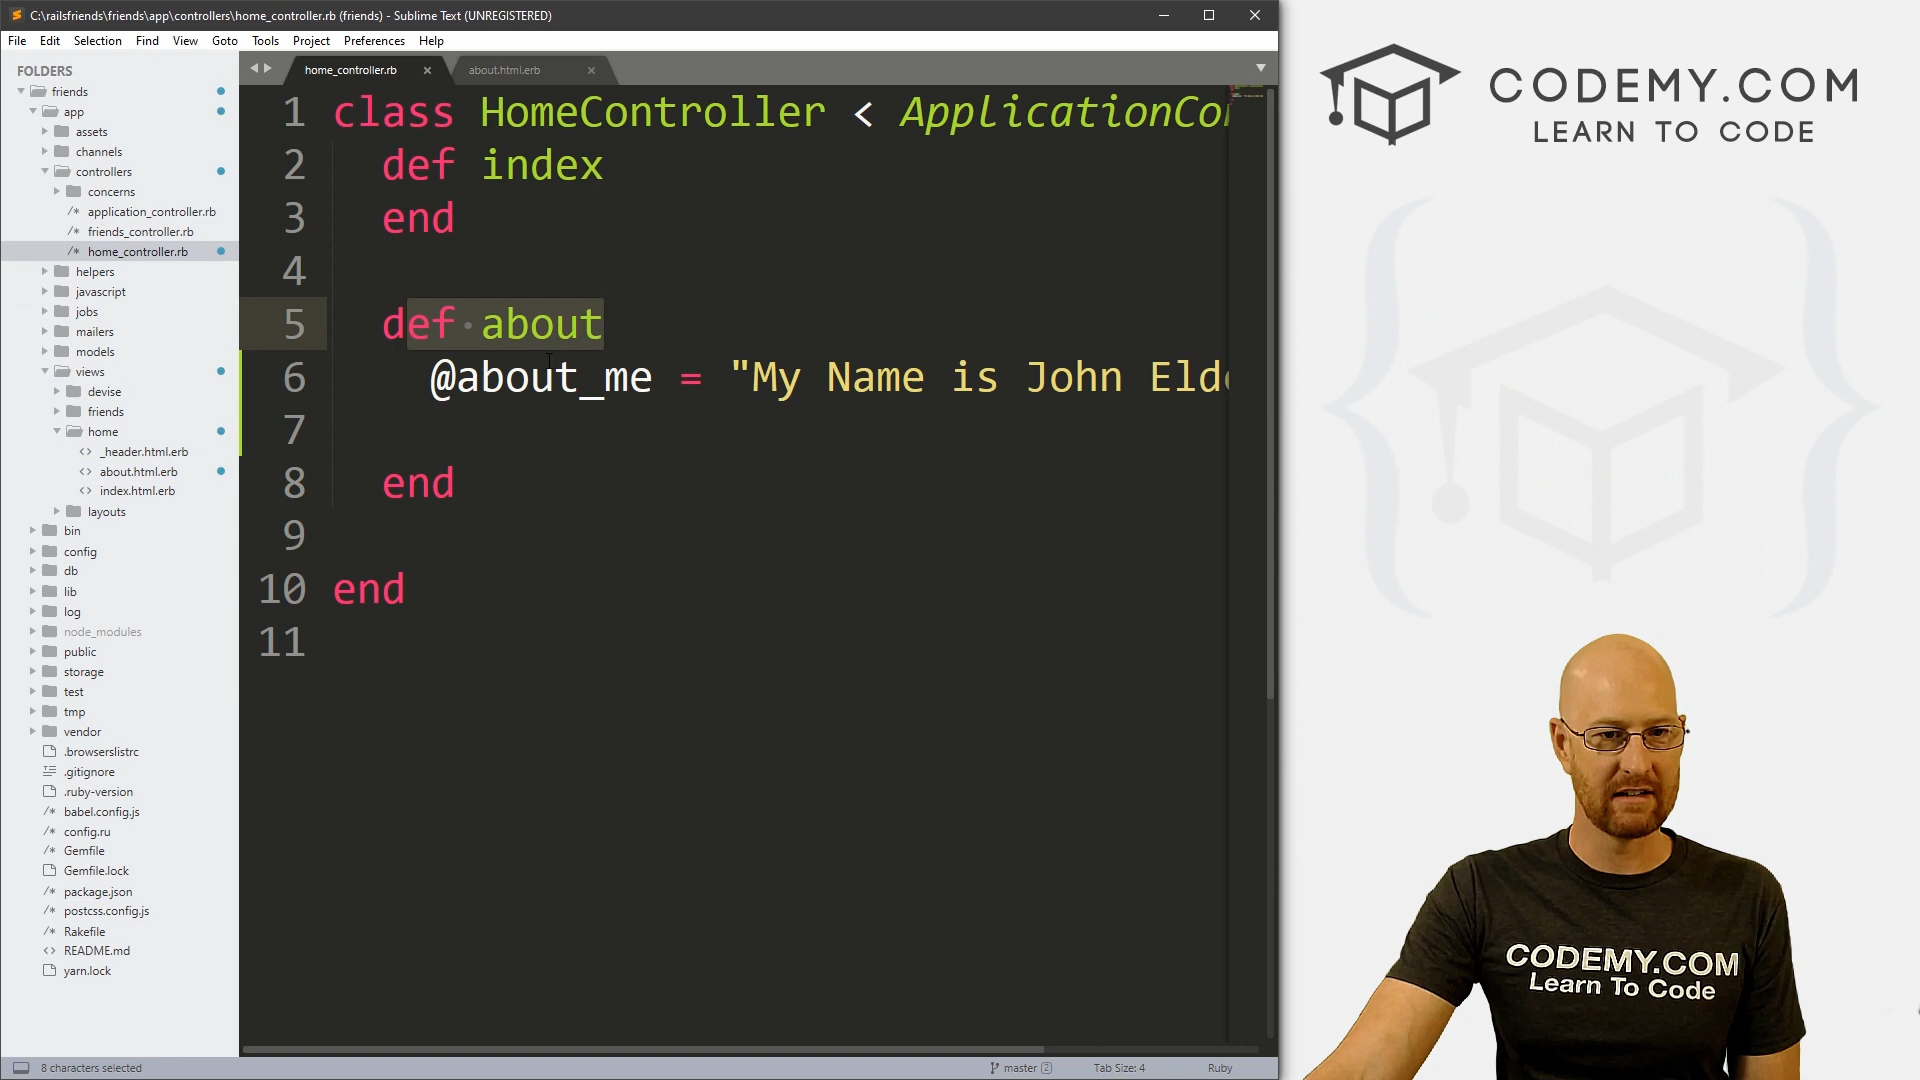 C:\railsfriends\friends\app\controllers\home_controller.rb (friends) - Sublime Text (UNREGISTERED)
File Edit Selection Find View Goto Tools Project Preferences Help
FOLDERS
friends
app
assets
channels
controllers
concerns
application_controller.rb
friends_controller.rb
home_controller.rb
helpers
javascript
jobs
mailers
models
views
devise
friends
home
_header.html.erb
about.html.erb
index.html.erb
layouts
bin
config
db
lib
log
node_modules
public
storage
test
tmp
vendor
.browserslistrc
.gitignore
.ruby-version
babel.config.js
config.ru
Gemfile
Gemfile.lock
package.json
postcss.config.js
Rakefile
README.md
yarn.lock
home_controller.rb about.html.erb
1 class HomeController < ApplicationCon
2 def index
3 end
4
5 def about
6 @about_me = "My Name is John Elde
7
8 end
9
10 end
11
8 characters selected
master 2 Tab Size: 4 Ruby
CODEMY.COM
LEARN TO CODE
CODEMY.COM
Learn To Code